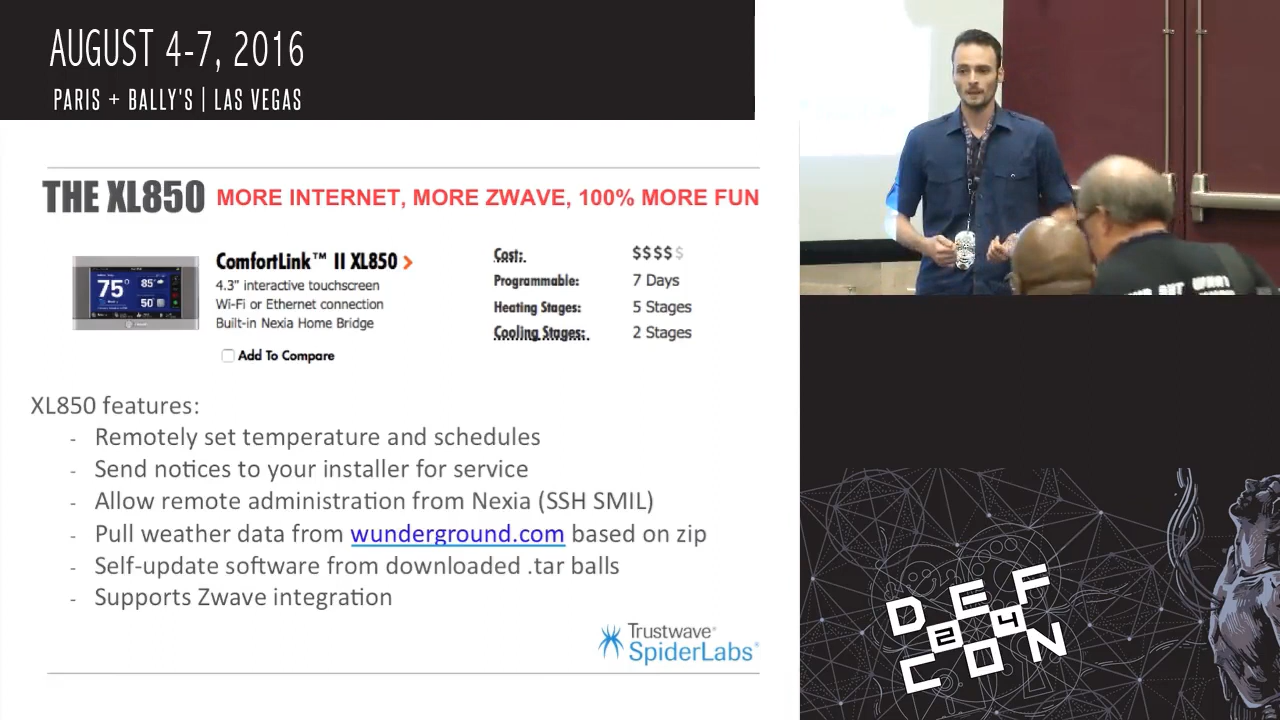 AUGUST 4-7, 2016
PARIS + BALLY'S | LAS VEGAS
THE XL850 MORE INTERNET, MORE ZWAVE, 100% MORE FUN
75°
85°
50°
ComfortLink™ II XL850 >
4.3" interactive touchscreen
Wi-Fi or Ethernet connection
Built-in Nexia Home Bridge
Add To Compare
Cost: $$$$$
Programmable: 7 Days
Heating Stages: 5 Stages
Cooling Stages: 2 Stages
XL850 features:
- Remotely set temperature and schedules
- Send notices to your installer for service
- Allow remote administration from Nexia (SSH SMIL)
- Pull weather data from wunderground.com based on zip
- Self-update software from downloaded .tar balls
- Supports Zwave integration
Trustwave®
SpiderLabs®
DEF
24
CON